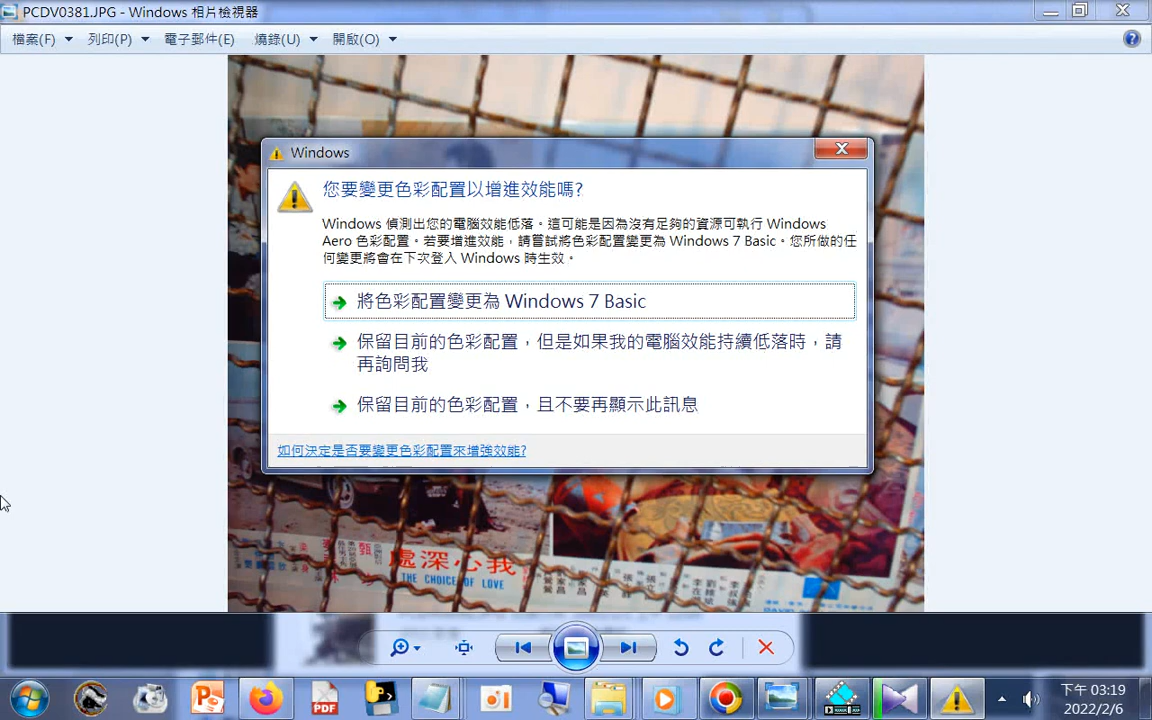 PCDV0381.JPG - Windows 相片檢視器
檔案(F) 列印(P) 電子郵件(E) 燒錄(U) 開啟(O)
Windows
您要變更色彩配置以增進效能嗎?
Windows 偵測出您的電腦效能低落。這可能是因為沒有足夠的資源可執行 Windows
Aero 色彩配置。若要增進效能，請嘗試將色彩配置變更為 Windows 7 Basic。您所做的任
何變更將會在下次登入 Windows 時生效。
將色彩配置變更為 Windows 7 Basic
保留目前的色彩配置，但是如果我的電腦效能持續低落時，請
再詢問我
保留目前的色彩配置，且不要再顯示此訊息
如何決定是否要變更色彩配置來增強效能?
處深心我
THE CHOICE OF LOVE
PDF
下午 03:19
2022/2/6